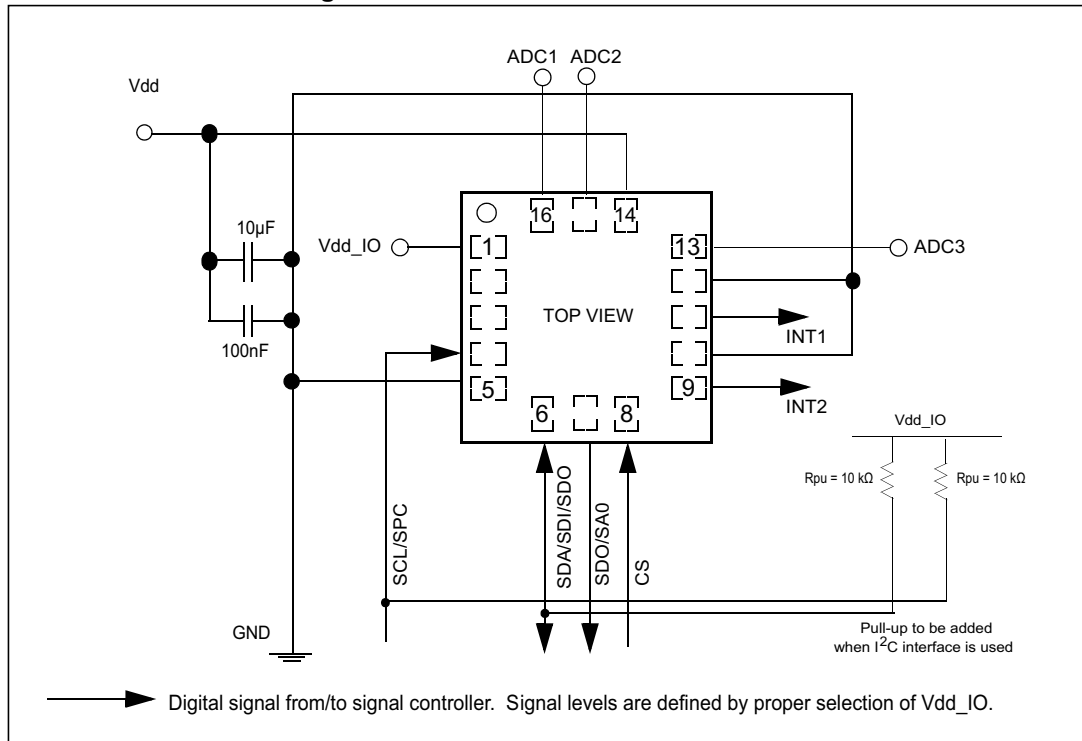 ADC1 ADC2
Vdd
10µF
Vdd_IO
16
14
1
13
ADC3
TOP VIEW
INT1
100nF
5
9
INT2
6
8
Vdd_IO
Rpu = 10 kΩ
Rpu = 10 kΩ
SCL/SPC
SDA/SDI/SDO
SDO/SA0
CS
GND
Pull-up to be added
when I²C interface is used
Digital signal from/to signal controller. Signal levels are defined by proper selection of Vdd_IO.